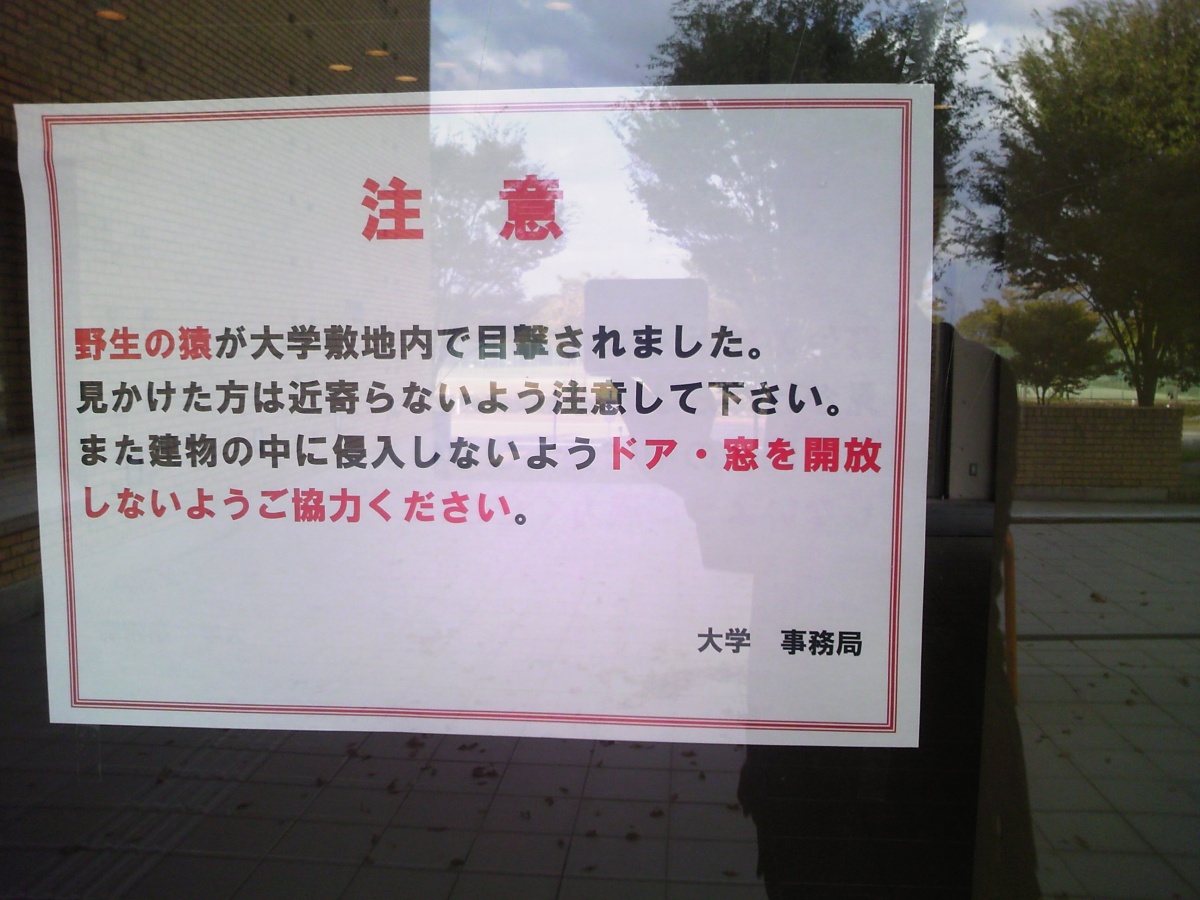 注 意
野生の猿が大学敷地内で目撃されました。
見かけた方は近寄らないよう注意して下さい。
また建物の中に侵入しないようドア・窓を開放
しないようご協力ください。
大学 事務局